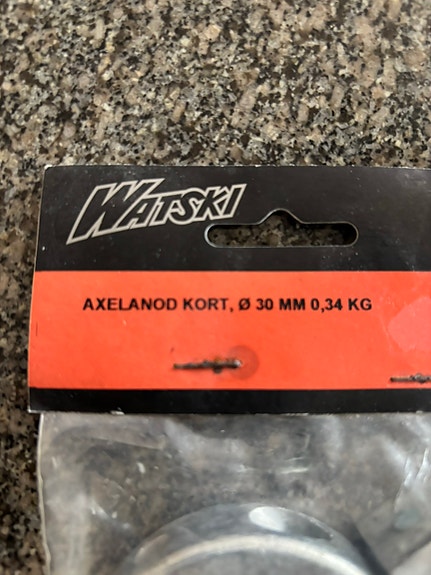 WATSKI
AXELANOD KORT, Ø 30 MM 0,34 KG